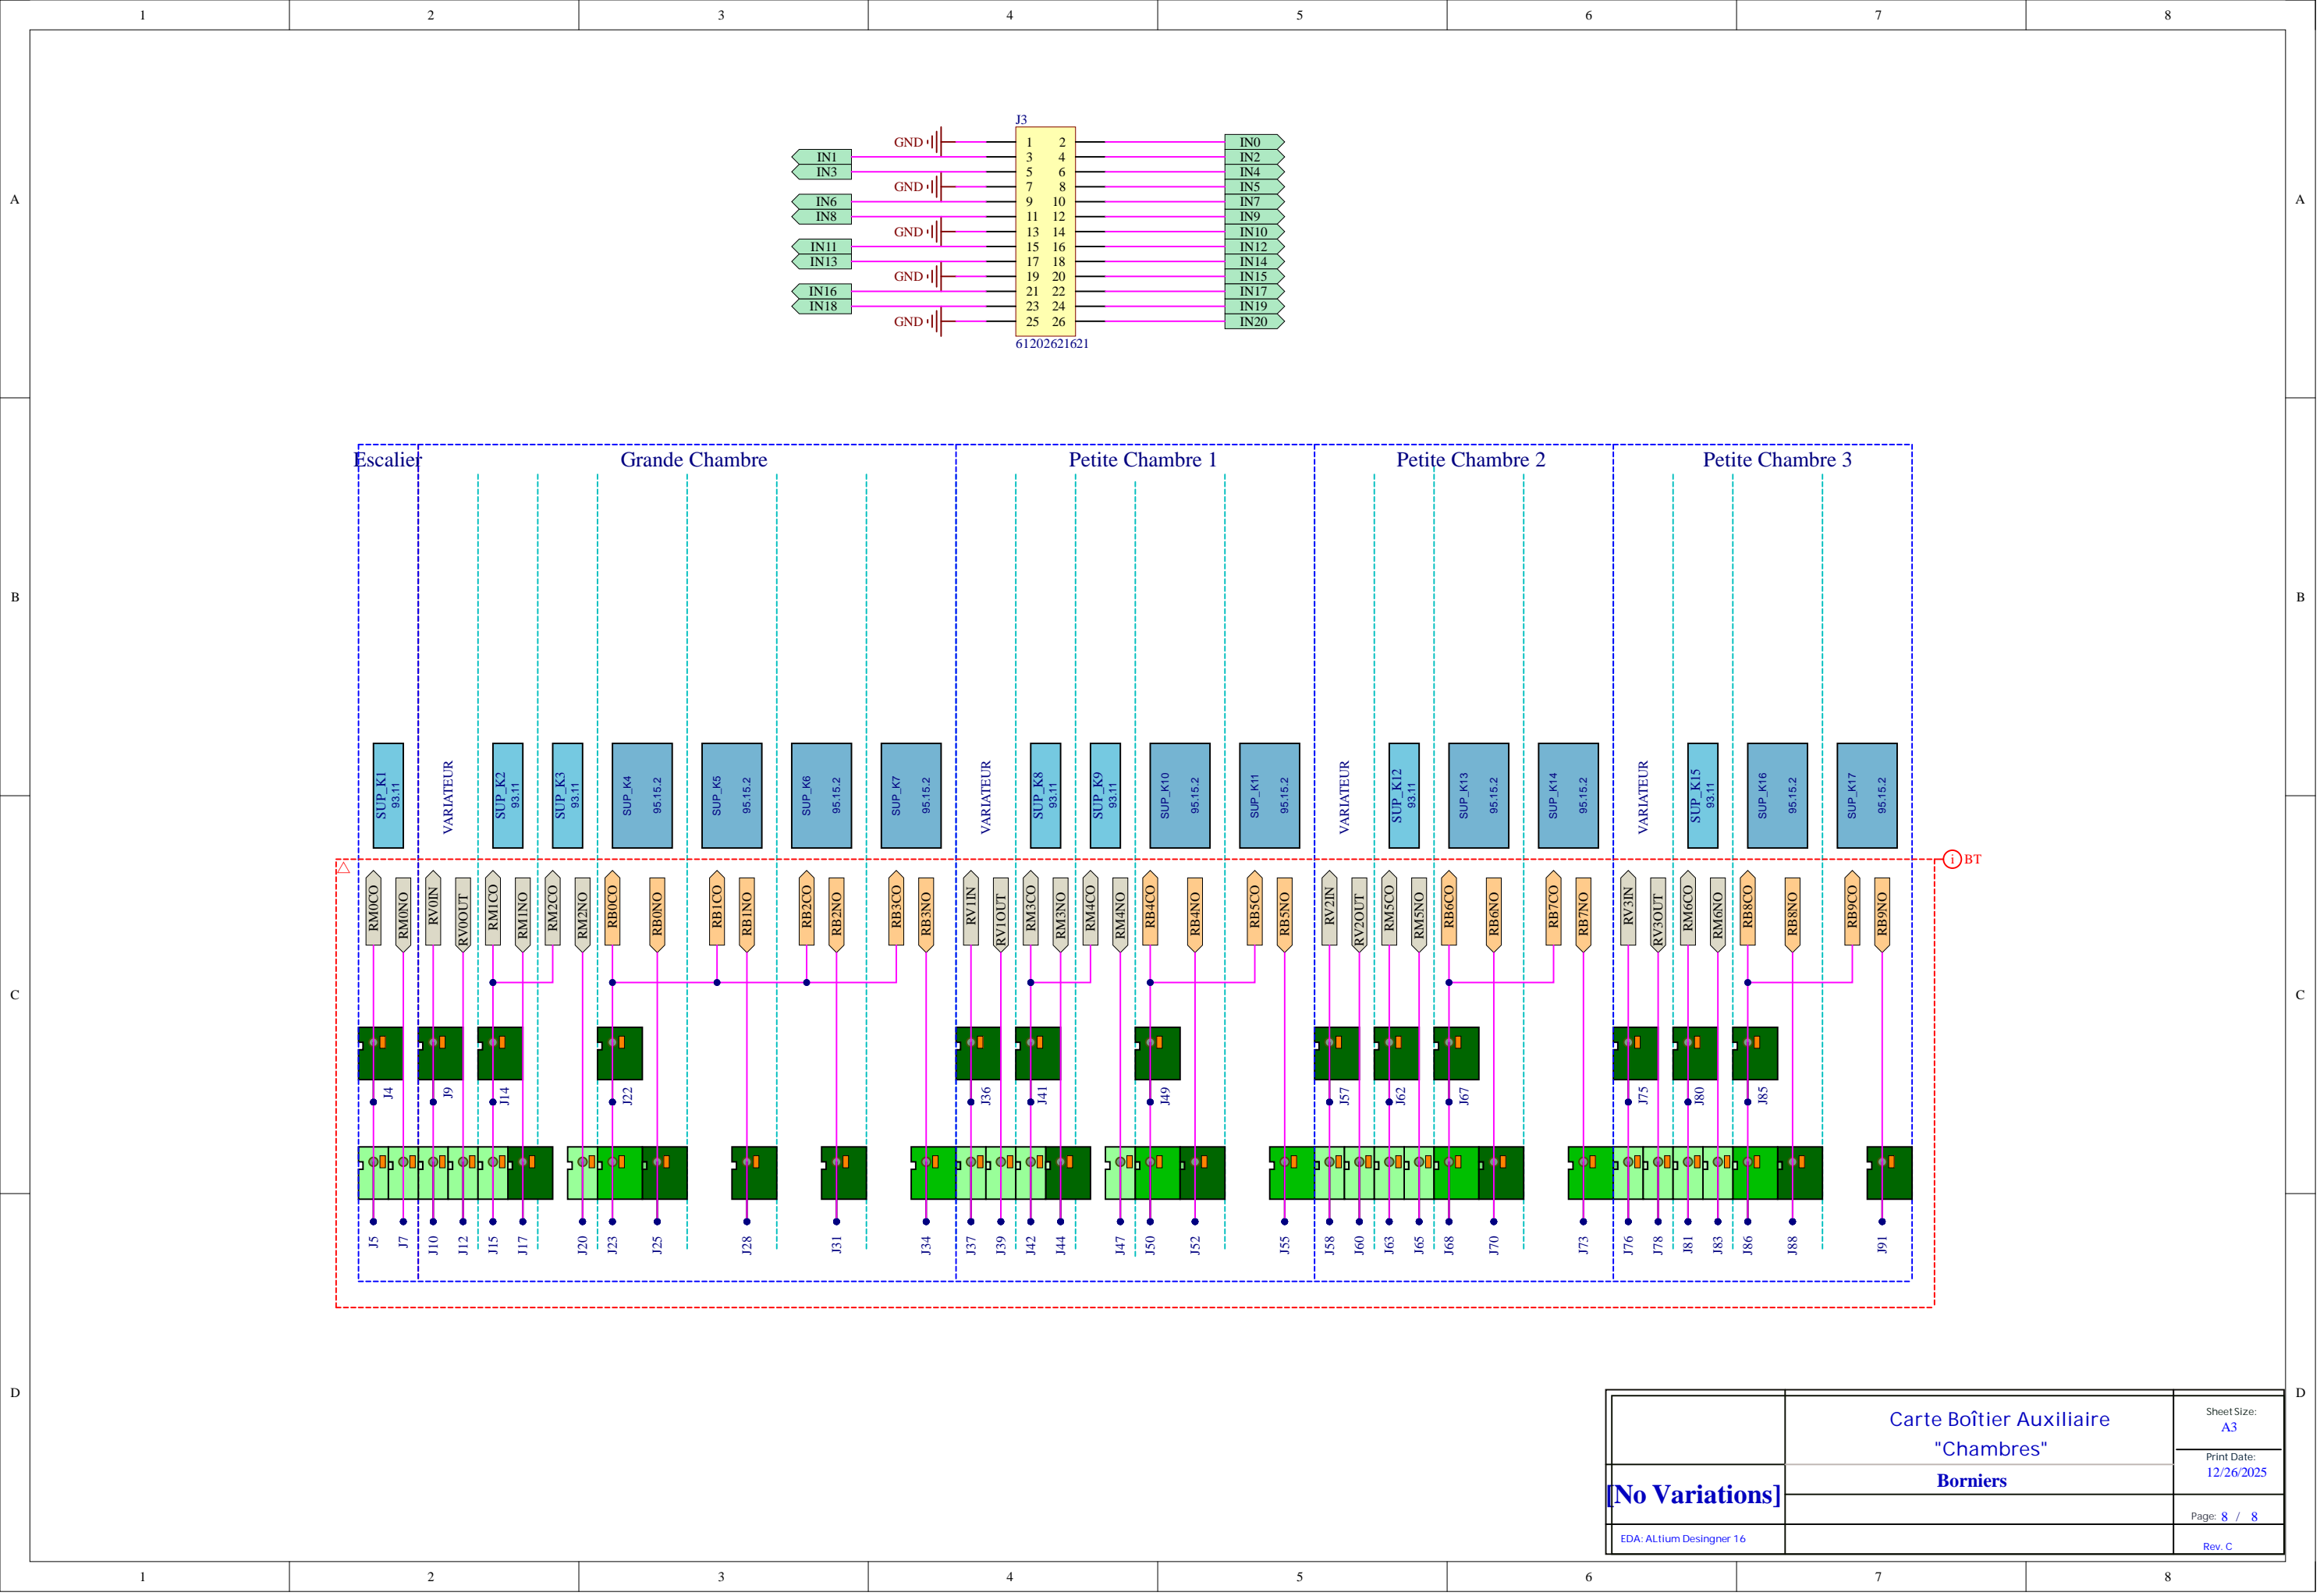 1 2 3 4 5 6 7 8
J3
GND 1 2 IN0
IN1 3 4 IN2
IN3 5 6 IN4
GND 7 8 IN5
A IN6 9 10 IN7 A
IN8 11 12 IN9
GND 13 14 IN10
IN11 15 16 IN12
IN13 17 18 IN14
GND 19 20 IN15
IN16 21 22 IN17
IN18 23 24 IN19
GND 25 26 IN20
61202621621
Escalier Grande Chambre Petite Chambre 1 Petite Chambre 2 Petite Chambre 3
B B
SUP_K1 93.11 VARIATEUR SUP_K2 93.11 SUP_K3 93.11 SUP_K4 95.15.2 SUP_K5 95.15.2 SUP_K6 95.15.2 SUP_K7 95.15.2 VARIATEUR SUP_K8 93.11 SUP_K9 93.11 SUP_K10 95.15.2 SUP_K11 95.15.2 VARIATEUR SUP_K12 93.11 SUP_K13 95.15.2 SUP_K14 95.15.2 VARIATEUR SUP_K15 93.11 SUP_K16 95.15.2 SUP_K17 95.15.2
i BT
RM0CO RM0NO RV0IN RV0OUT RM1CO RM1NO RM2CO RM2NO RB0CO RB0NO RB1CO RB1NO RB2CO RB2NO RB3CO RB3NO RV1IN RV1OUT RM3CO RM3NO RM4CO RM4NO RB4CO RB4NO RB5CO RB5NO RV2IN RV2OUT RM5CO RM5NO RB6CO RB6NO RB7CO RB7NO RV3IN RV3OUT RM6CO RM6NO RB8CO RB8NO RB9CO RB9NO
C C
J4 J9 J14 J22 J36 J41 J49 J57 J62 J67 J75 J80 J85
J5 J7 J10 J12 J15 J17 J20 J23 J25 J28 J31 J34 J37 J39 J42 J44 J47 J50 J52 J55 J58 J60 J63 J65 J68 J70 J73 J76 J78 J81 J83 J86 J88 J91
D D
Carte Boîtier Auxiliaire
"Chambres"
Sheet Size:
A3
Print Date:
12/26/2025
[No Variations]
Borniers
Page: 8 / 8
EDA: ALtium Desingner 16
Rev. C
1 2 3 4 5 6 7 8